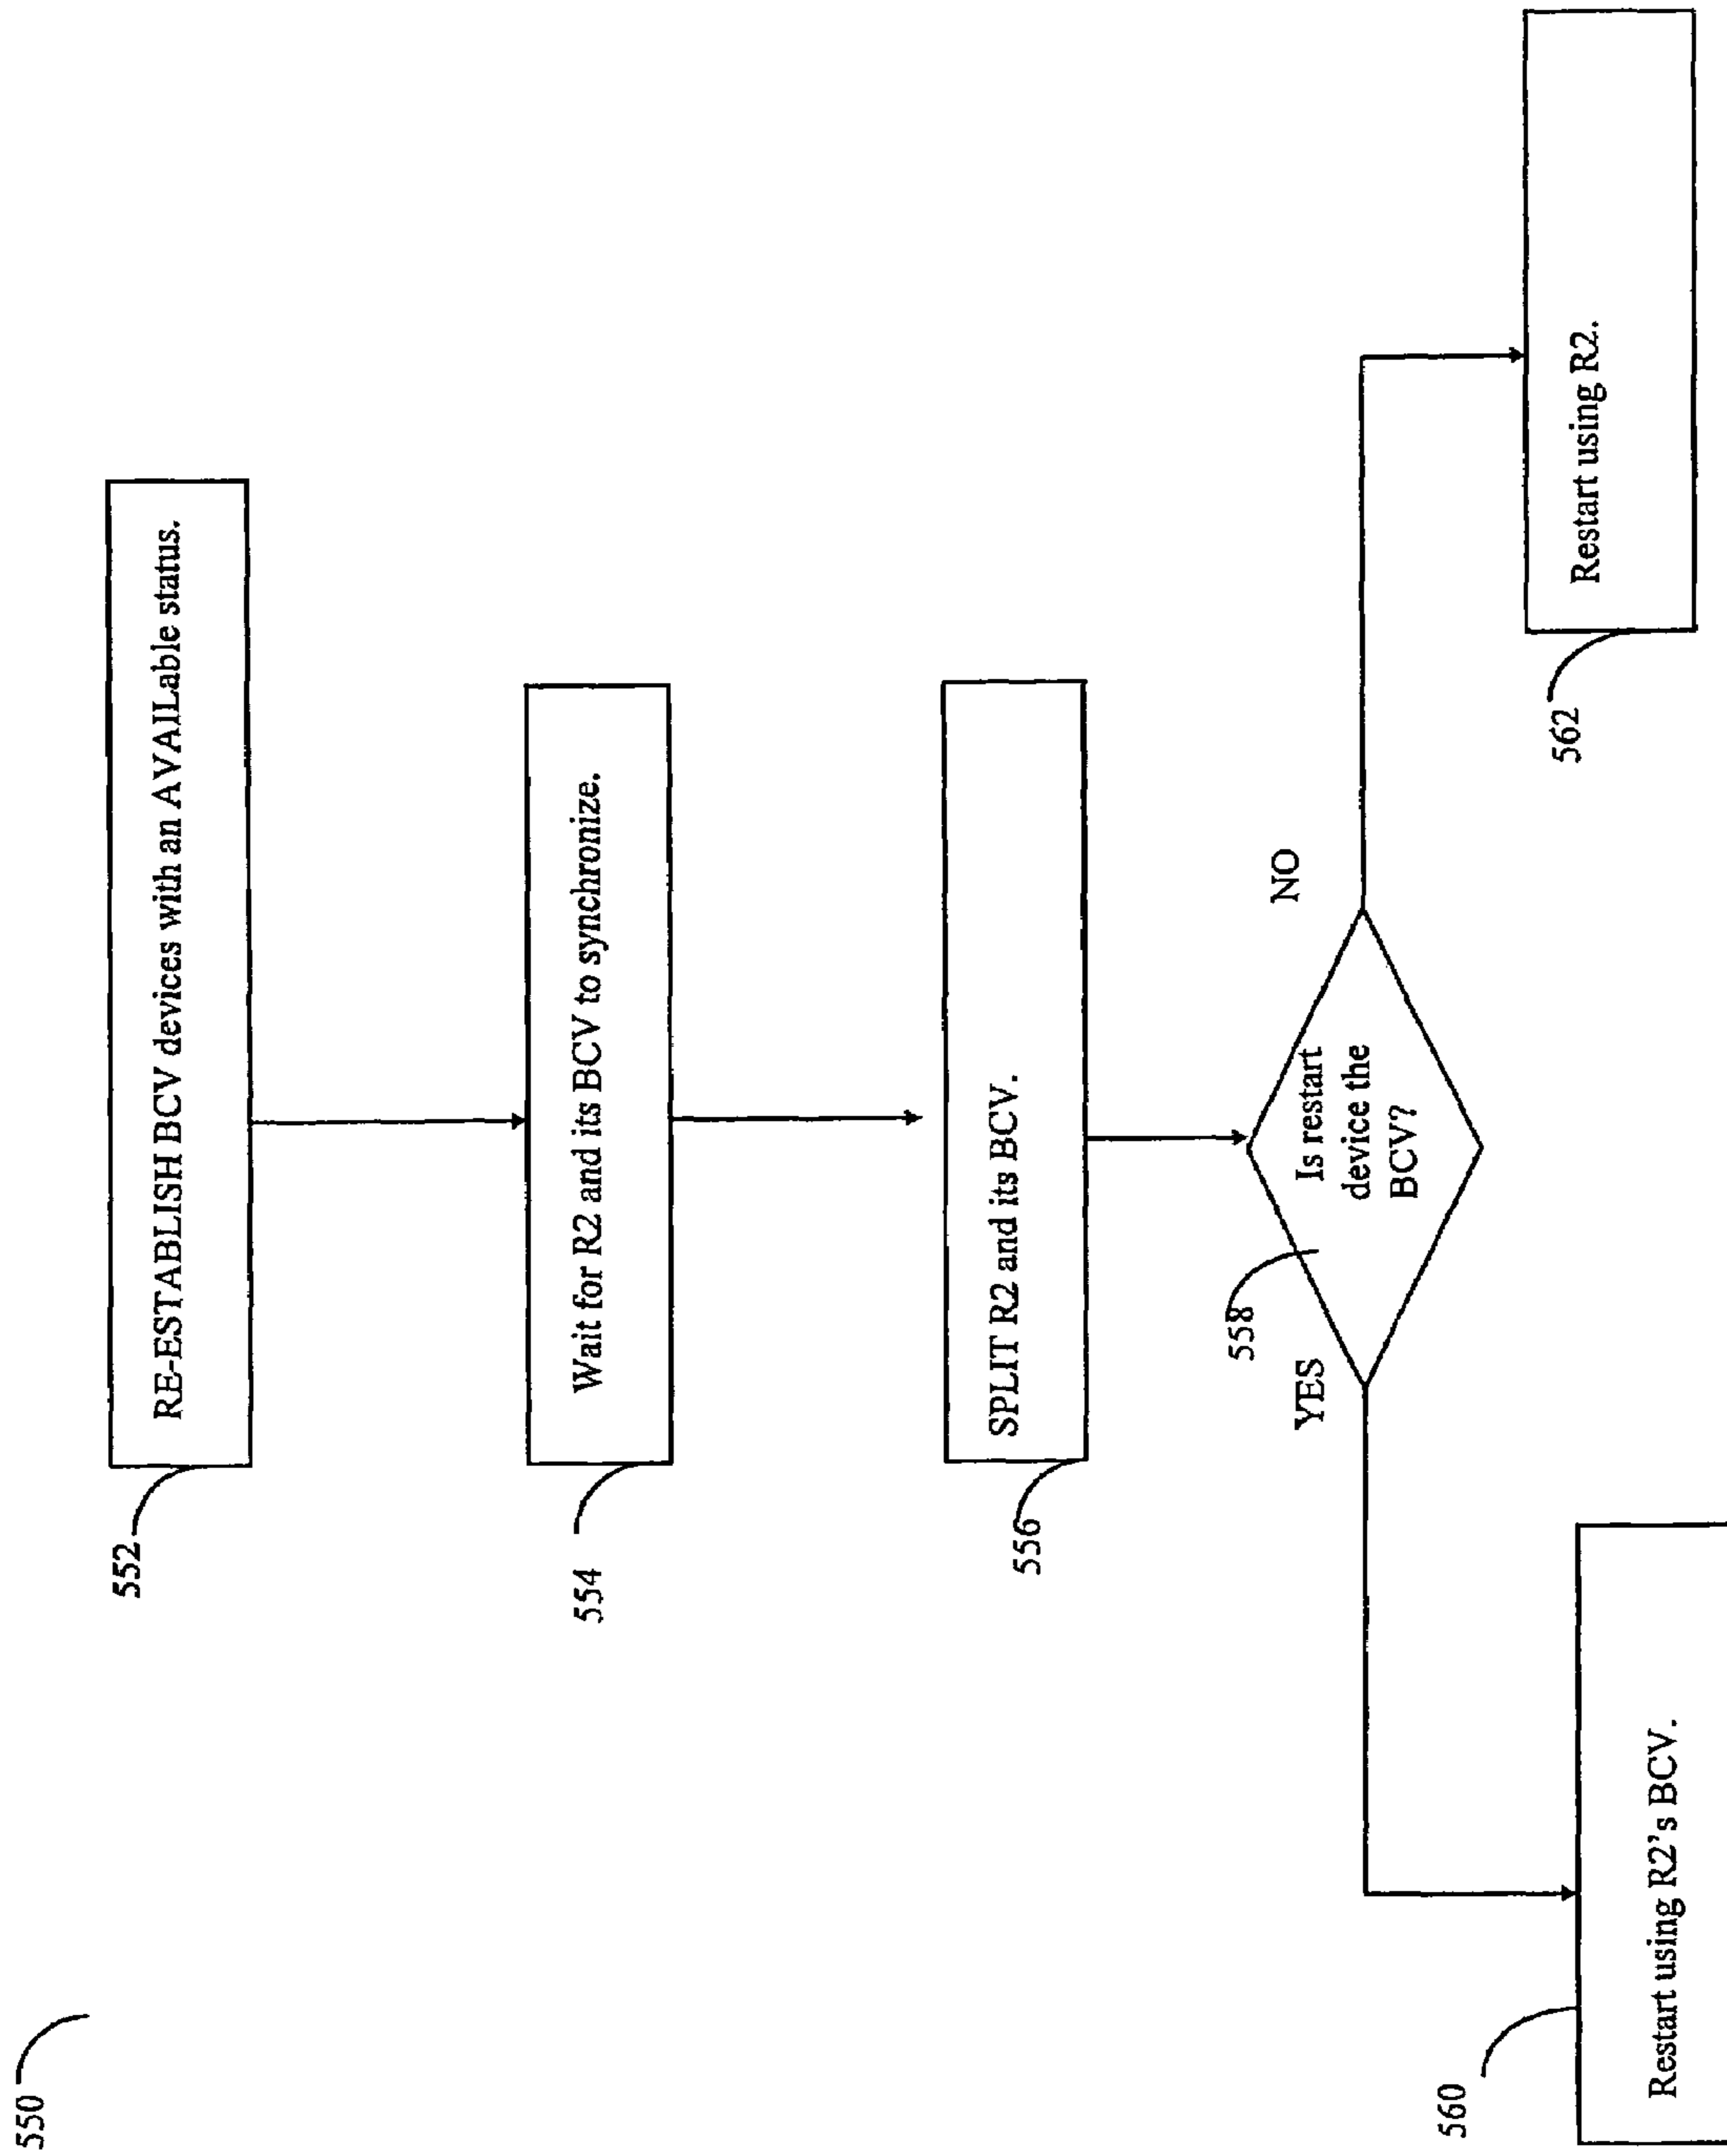 550
552
RE-ESTABLISH BCV devices with an AVAILable status.
554
Wait for R2 and its BCV to synchronize.
556
SPLIT R2 and its BCV.
558
YES
Is restart
device the
BCV?
NO
560
Restart using R2's BCV.
562
Restart using R2.